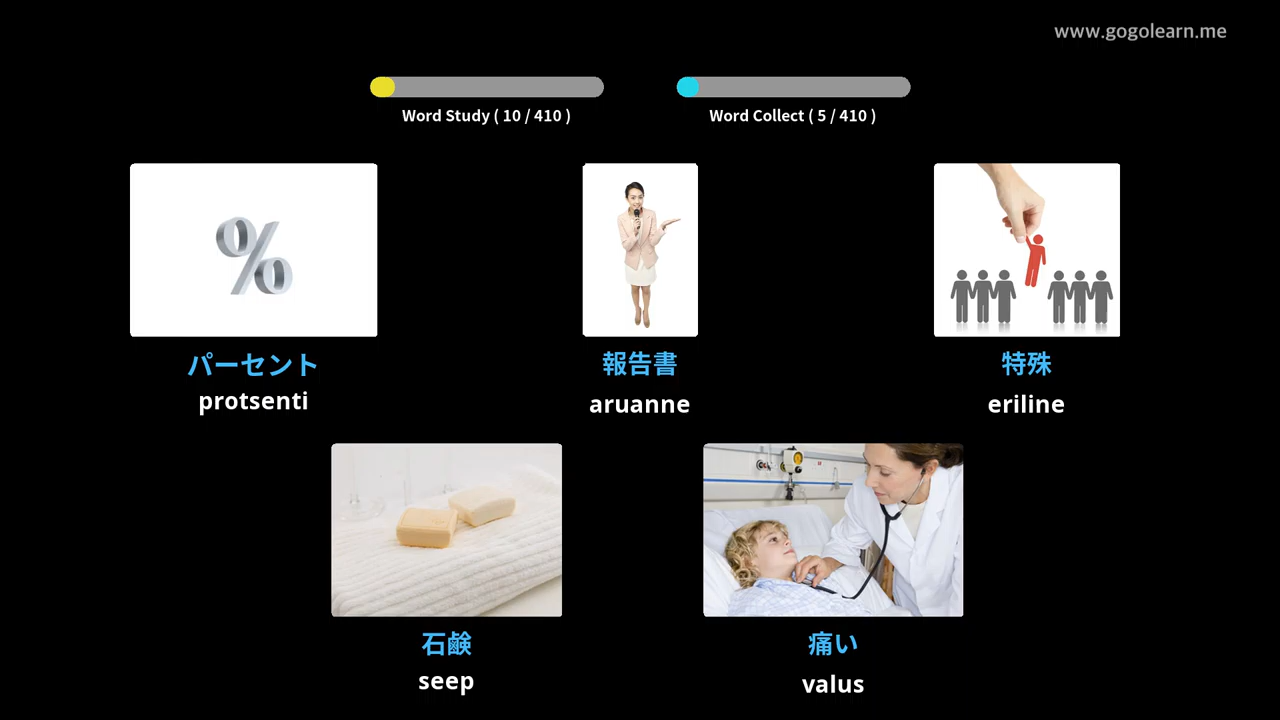 www.gogolearn.me
Word Study ( 10 / 410 )
Word Collect ( 5 / 410 )
%
パーセント
protsenti
報告書
aruanne
特殊
eriline
石鹸
seep
痛い
valus